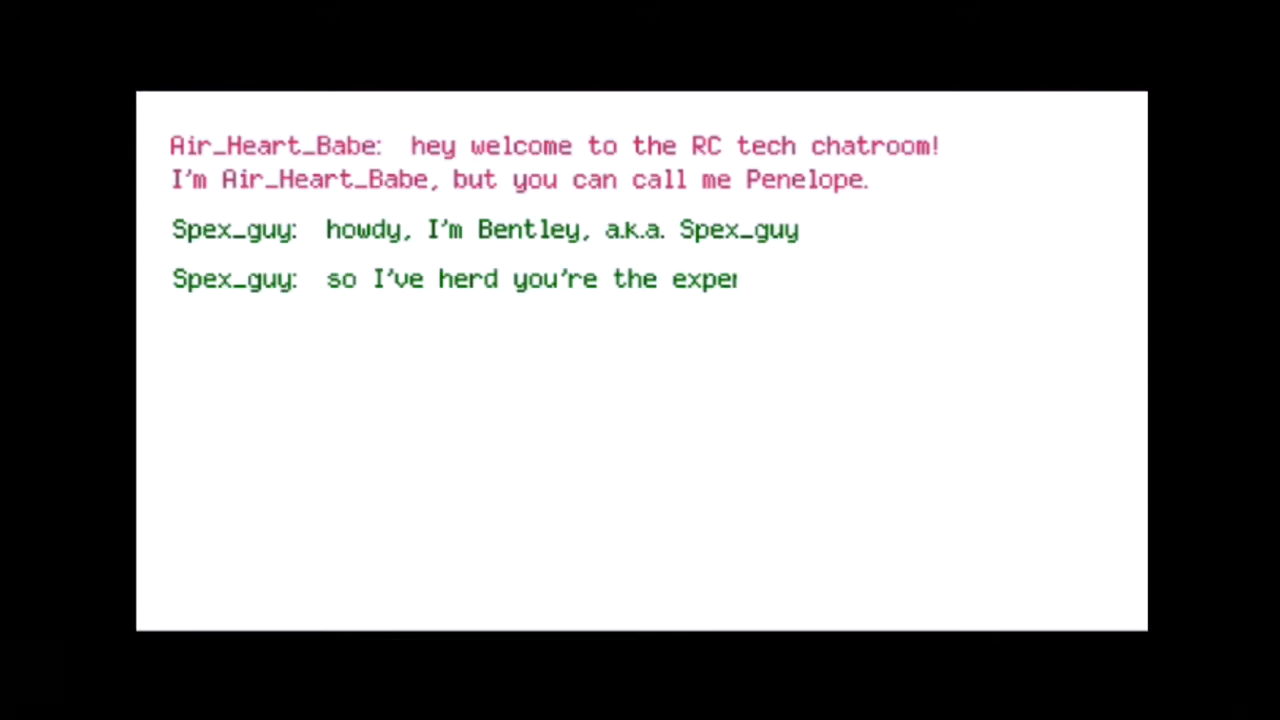 Air_Heart_Babe: hey welcome to the RC tech chatroom!
I'm Air_Heart_Babe, but you can call me Penelope.
Spex_guy: howdy, I'm Bentley, a.k.a. Spex_guy
Spex_guy: so I've herd you're the exper